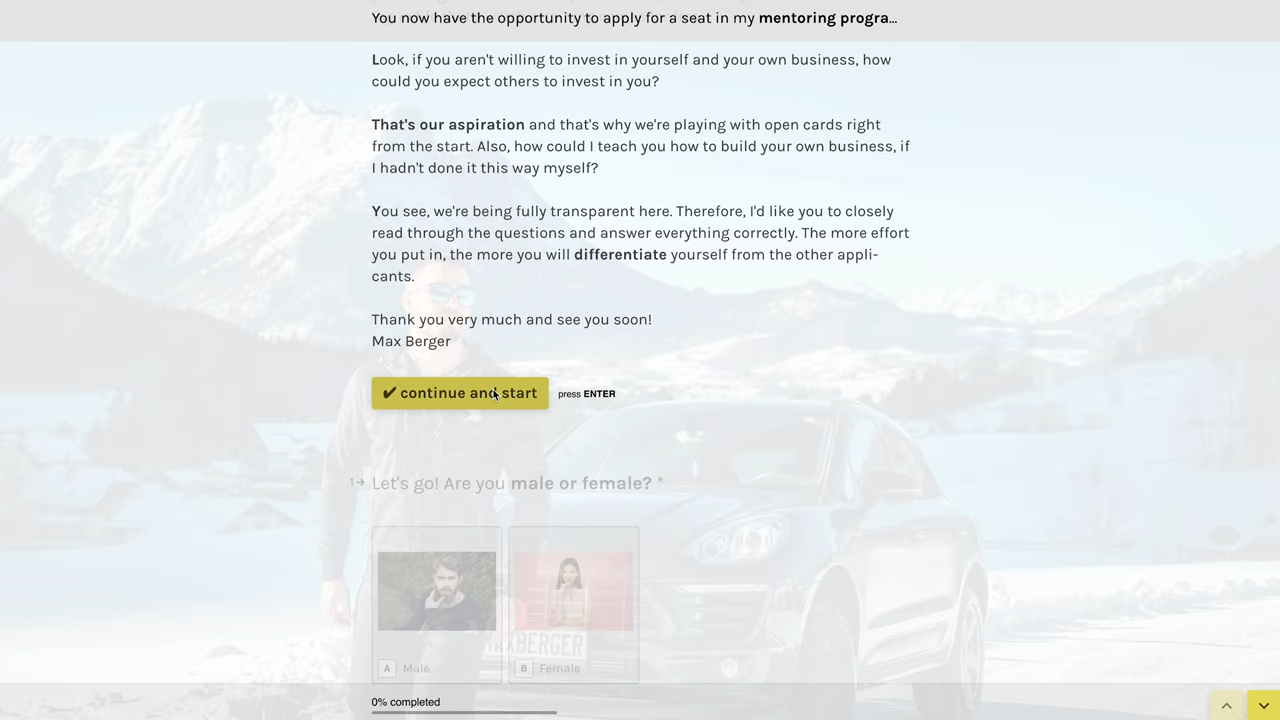 You now have the opportunity to apply for a seat in my mentoring progra...
Look, if you aren't willing to invest in yourself and your own business, how
could you expect others to invest in you?
That's our aspiration and that's why we're playing with open cards right
from the start. Also, how could I teach you how to build your own business, if
I hadn't done it this way myself?
You see, we're being fully transparent here. Therefore, I'd like you to closely
read through the questions and answer everything correctly. The more effort
you put in, the more you will differentiate yourself from the other appli-
cants.
Thank you very much and see you soon!
Max Berger
✔ continue and start
press ENTER
1→ Let's go! Are you male or female? *
MAXBERGER
A Male
B Female
0% completed